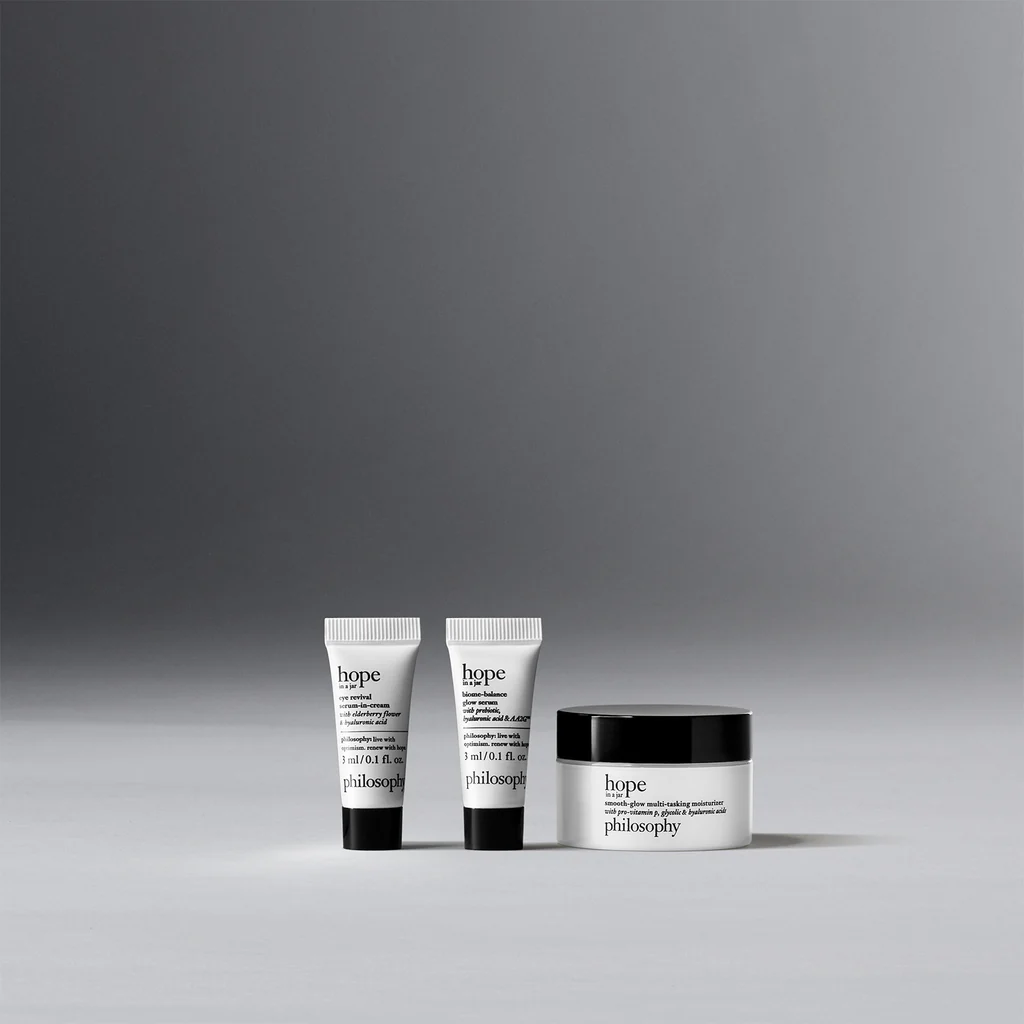 hope
in a jar
eye revival
serum-in-cream
with elderberry flower
& hyaluronic acid
philosophy: live with
optimism. renew with hope
3 ml/0.1 fl. oz.
philosophy
hope
in a jar
biome-balance
glow serum
with prebiotic,
hyaluronic acid & AA2G™
philosophy: live with
optimism. renew with hope
3 ml/0.1 fl. oz.
philosophy
hope
in a jar
smooth-glow multi-tasking moisturizer
with pro-vitamin p, glycolic & hyaluronic acids
philosophy